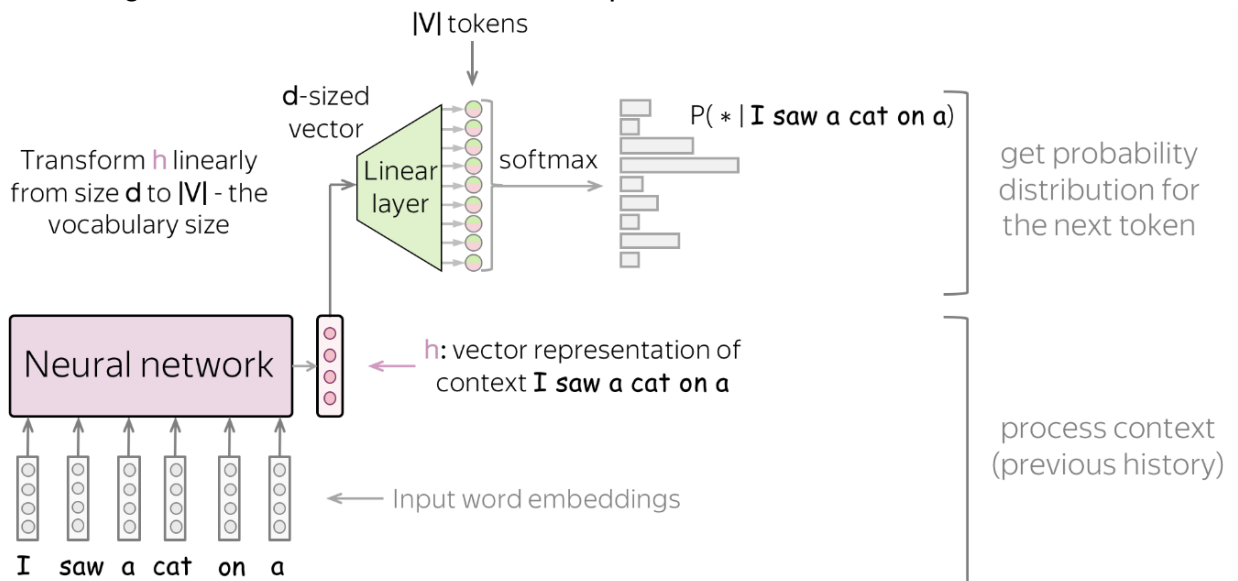 |V| tokens
d-sized
vector
Transform h linearly
from size d to |V| - the
vocabulary size
Linear
layer
softmax
P( * | I saw a cat on a)
get probability
distribution for
the next token
Neural network
h: vector representation of
context I saw a cat on a
process context
(previous history)
Input word embeddings
I saw a cat on a